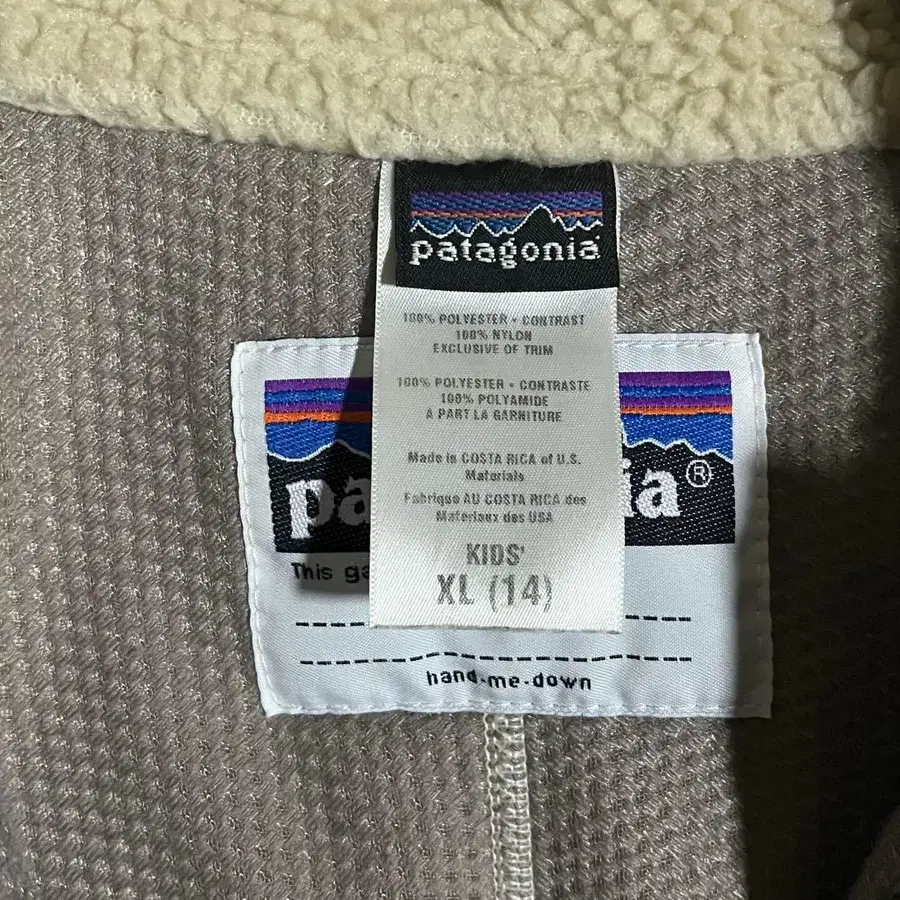 patagonia
100% POLYESTER • CONTRAST
100% NYLON
EXCLUSIVE OF TRIM
100% POLYESTER • CONTRASTE
100% POLYAMIDE
À PART LA GARNITURE
Made in COSTA RICA of U.S.
Materials
Fabrique AU COSTA RICA des
Materiaux des USA
KIDS'
XL (14)
pa ia®
This ga
hand-me-down